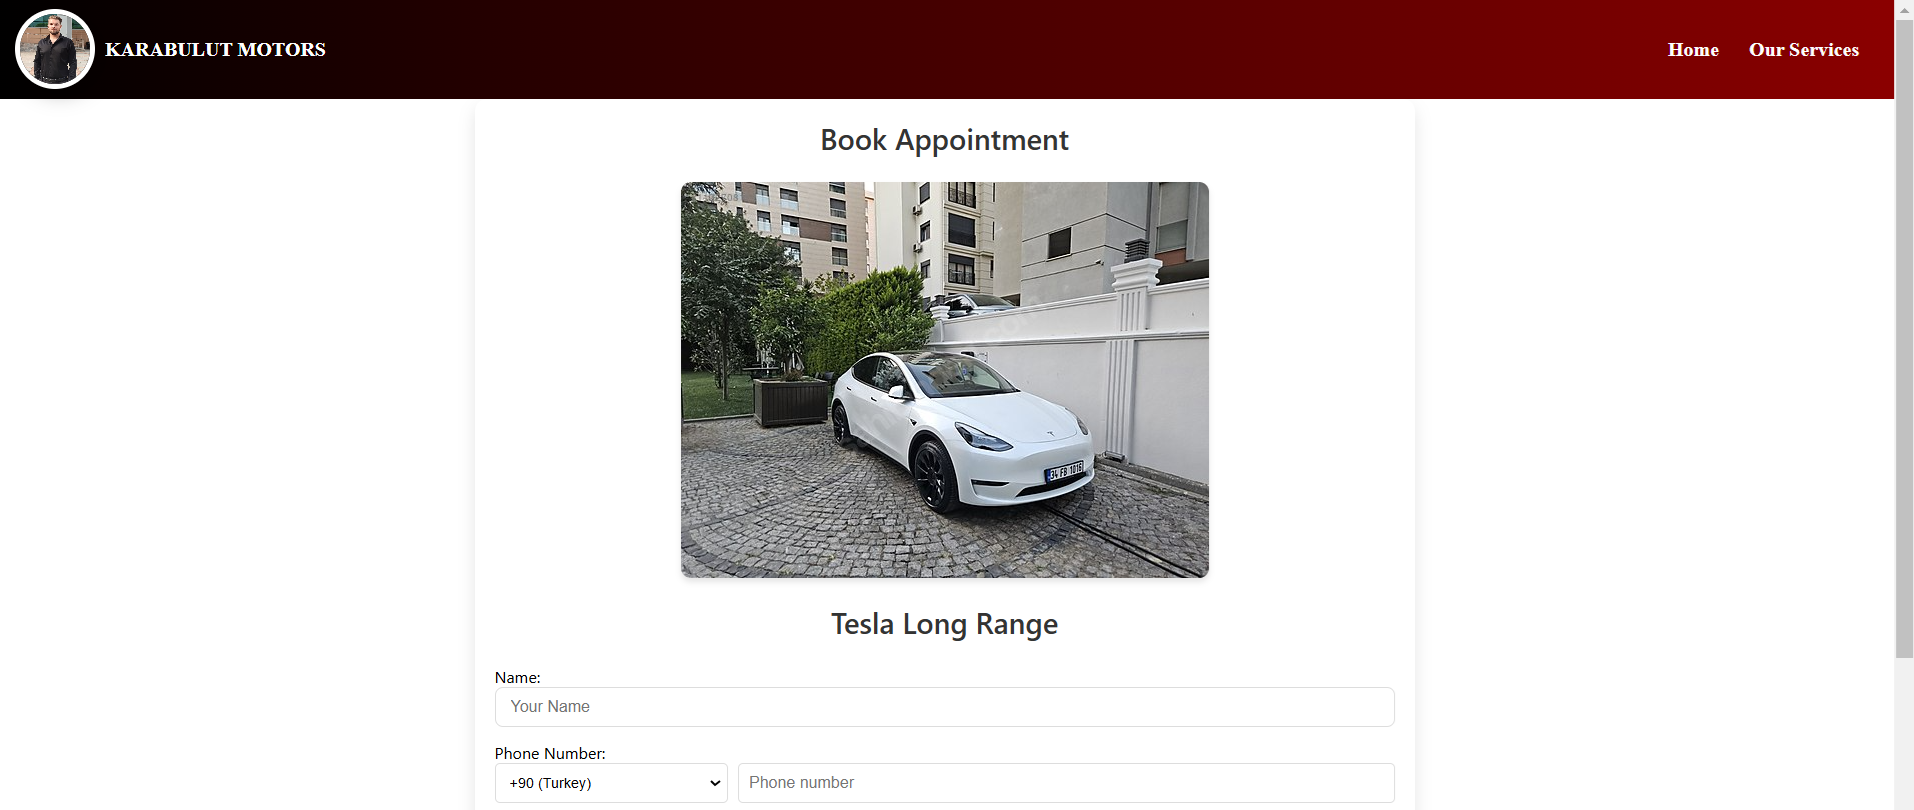 KARABULUT MOTORS
Home
Our Services
Book Appointment
34 FB 1016
Tesla Long Range
Name:
Your Name
Phone Number:
+90 (Turkey)
Phone number